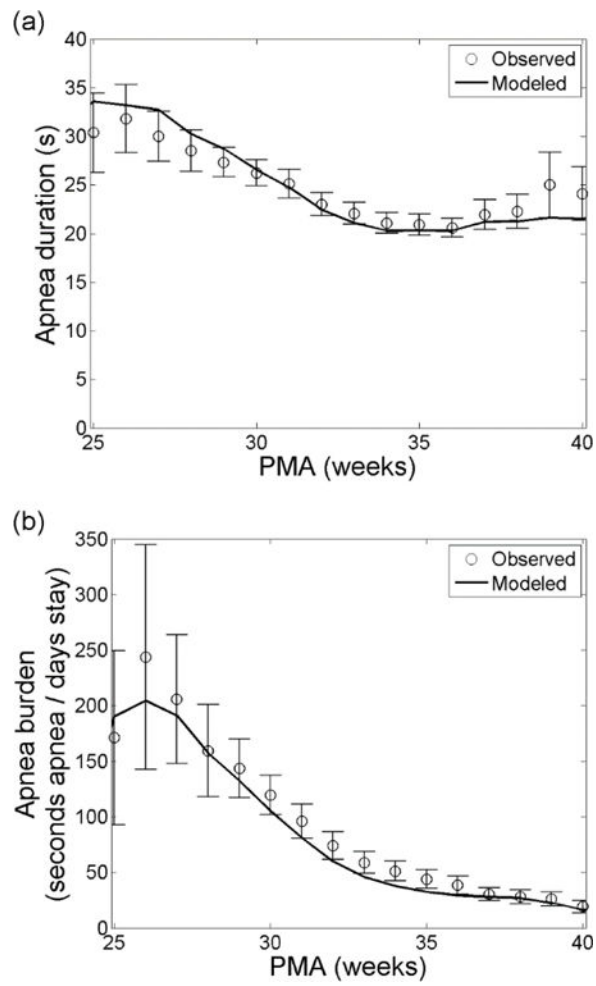 (a)
40
35
30
25
20
15
10
5
0
Apnea duration (s)
Observed
Modeled
25 30 35 40
PMA (weeks)
(b)
350
300
250
200
150
100
50
0
Apnea burden
(seconds apnea / days stay)
Observed
Modeled
25 30 35 40
PMA (weeks)